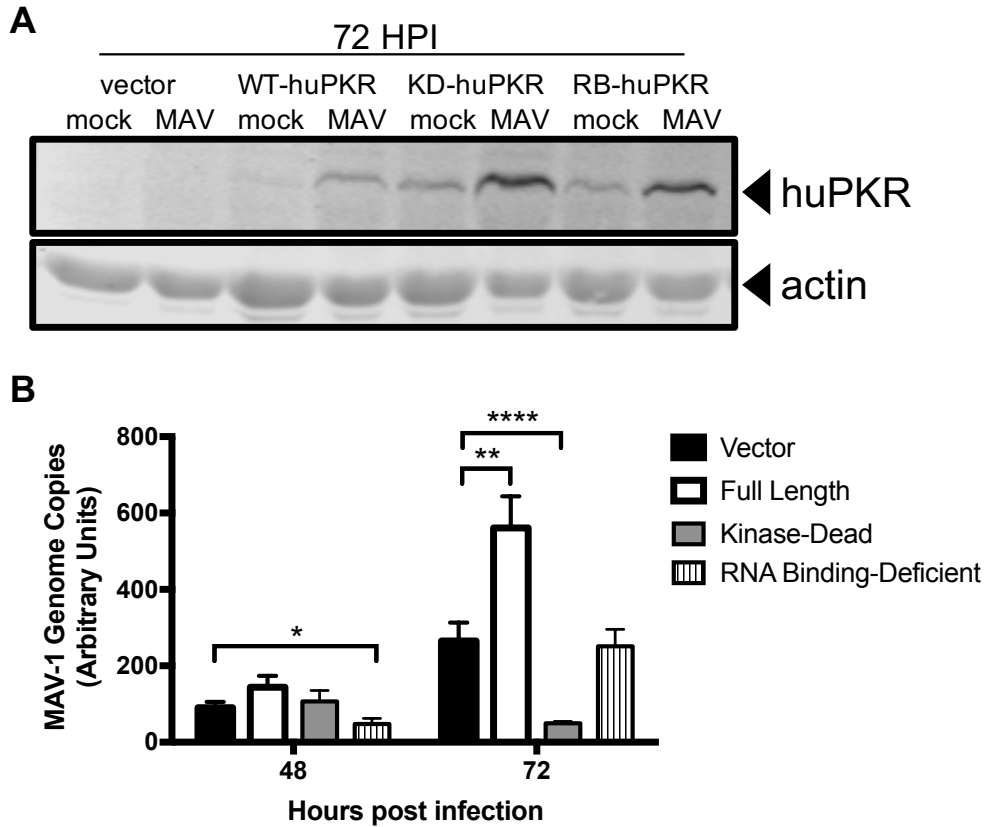 A
72 HPI
vector WT-huPKR KD-huPKR RB-huPKR
mock MAV mock MAV mock MAV mock MAV
huPKR
actin
B
MAV-1 Genome Copies
(Arbitrary Units)
800
600
400
200
0
*
**
****
48
72
Hours post infection
Vector
Full Length
Kinase-Dead
RNA Binding-Deficient